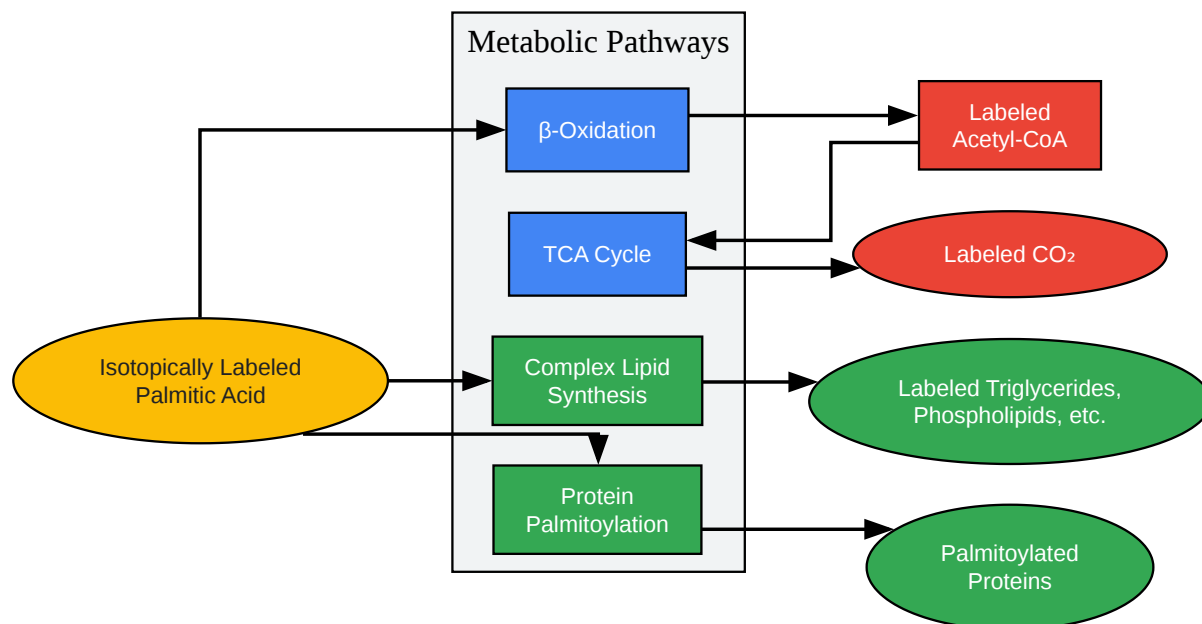 Metabolic Pathways
β-Oxidation
Labeled
Acetyl-CoA
TCA Cycle
Labeled CO₂
Isotopically Labeled
Palmitic Acid
Complex Lipid
Synthesis
Labeled Triglycerides,
Phospholipids, etc.
Protein
Palmitoylation
Palmitoylated
Proteins